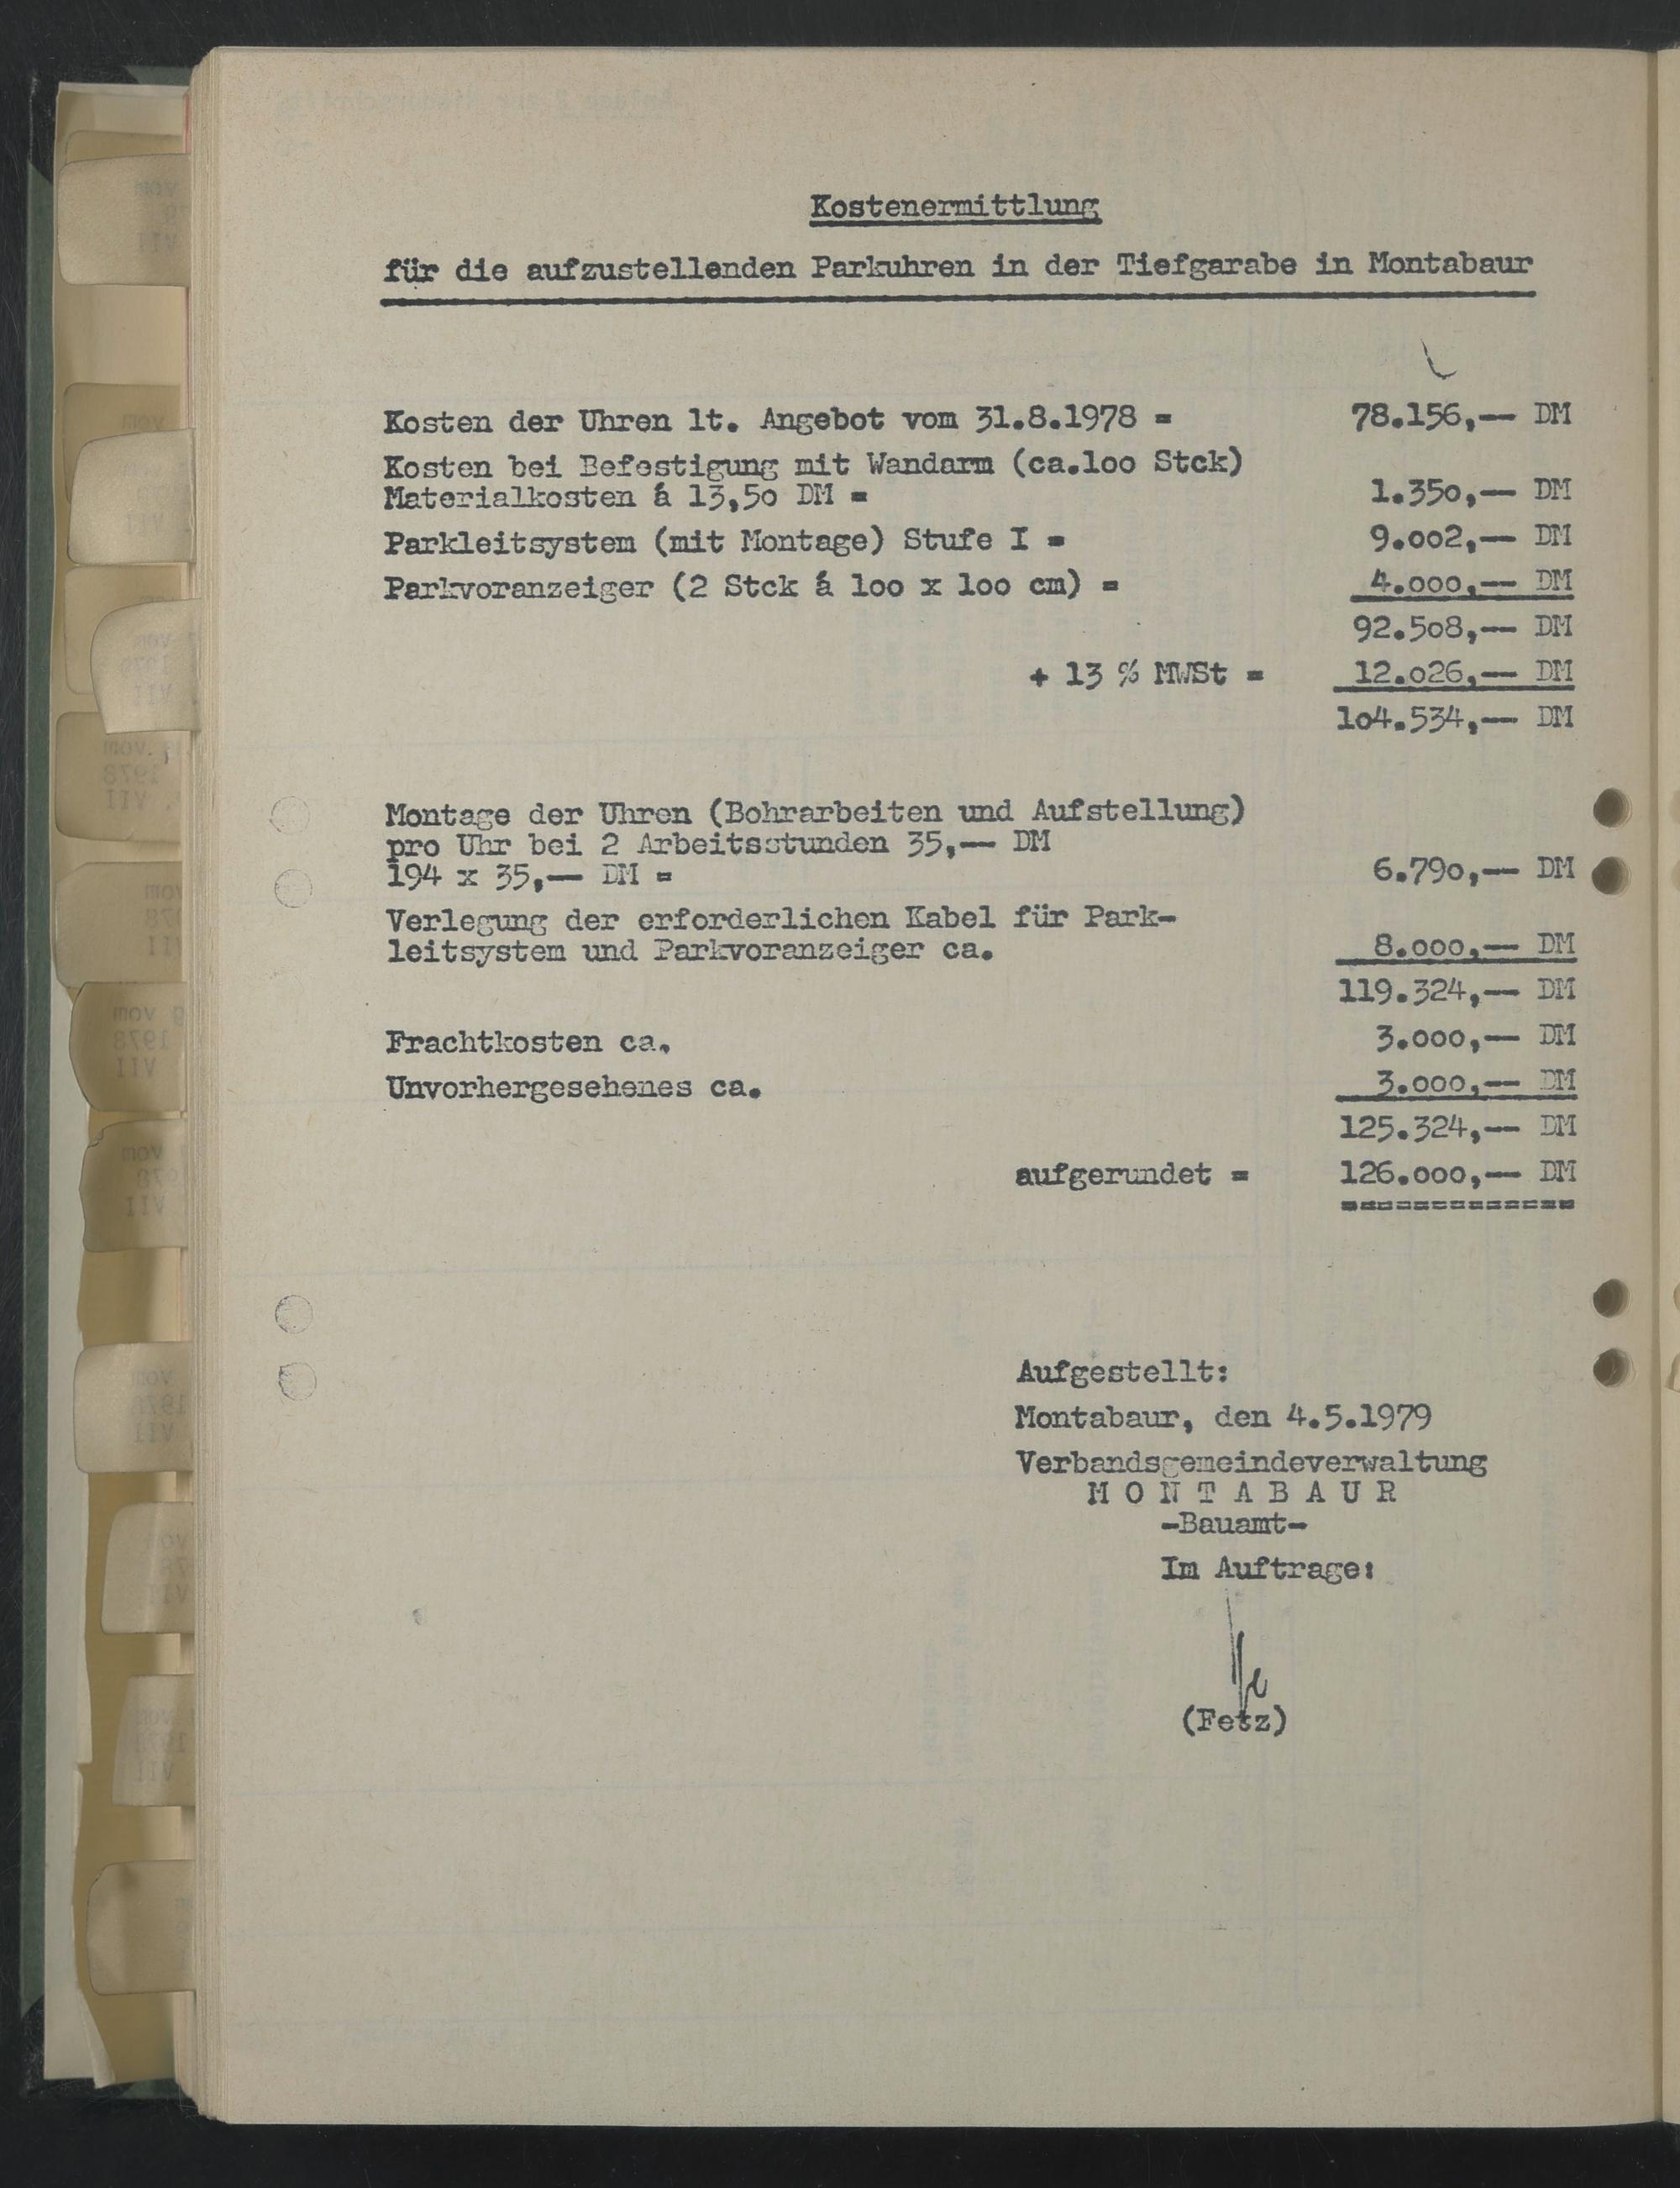 Kostenermittlung
für die aufzustellenden Parkuhren in der Tiefgarabe in Montabaur
Kosten der Uhren lt. Angebot vom 31.8.1978 = 78.156,-- DM
Kosten bei Befestigung mit Wandarm (ca.loo Stck)
Materialkosten á 13,5o DM = 1.35o,-- DM
Parkleitsystem (mit Montage) Stufe I = 9.oo2,-- DM
Parkvoranzeiger (2 Stck á loo x loo cm) = 4.ooo,-- DM
92.5o8,-- DM
+ 13 % MWSt = 12.o26,-- DM
lo4.534,-- DM
Montage der Uhren (Bohrarbeiten und Aufstellung)
pro Uhr bei 2 Arbeitsstunden 35,-- DM
194 x 35,-- DM = 6.79o,-- DM
Verlegung der erforderlichen Kabel für Park-
leitsystem und Parkvoranzeiger ca. 8.ooo,-- DM
119.324,-- DM
Frachtkosten ca. 3.ooo,-- DM
Unvorhergesehenes ca. 3.ooo,-- DM
125.324,-- DM
aufgerundet = 126.ooo,-- DM
=============
Aufgestellt:
Montabaur, den 4.5.1979
Verbandsgemeindeverwaltung
M O N T A B A U R
-Bauamt-
Im Auftrage:
(Fetz)